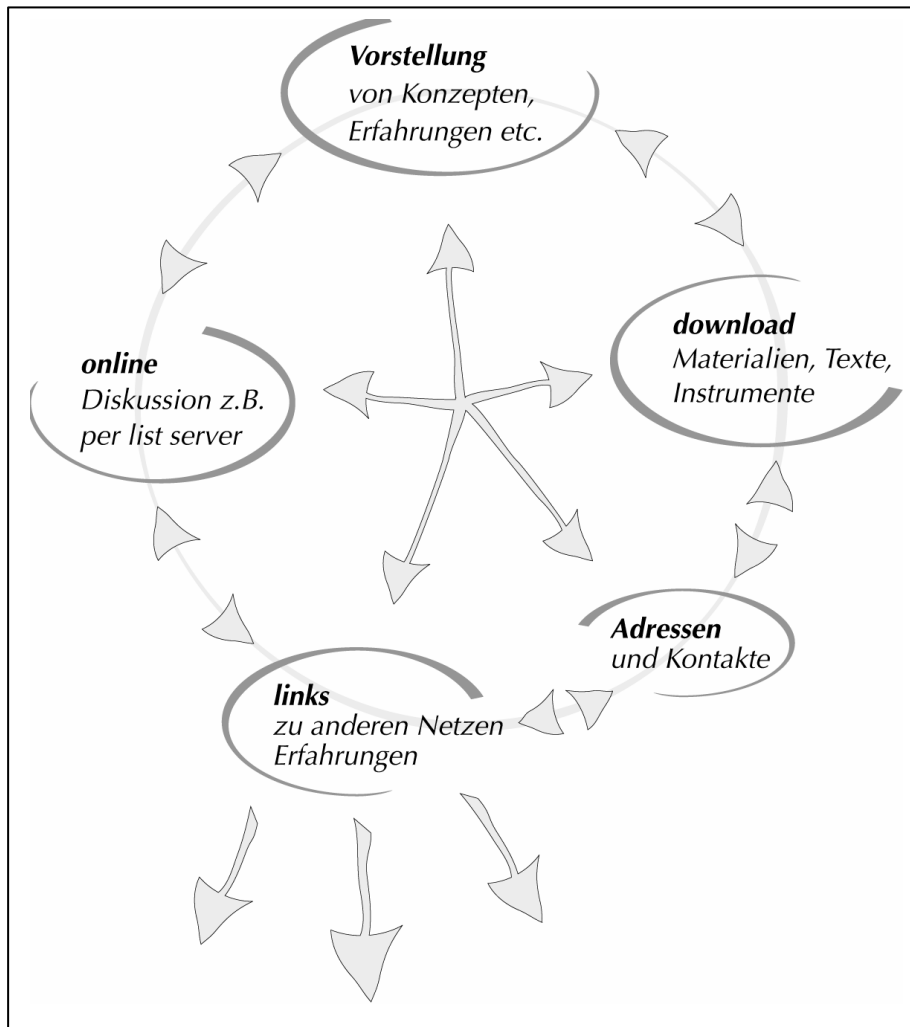 Vorstellung
von Konzepten,
Erfahrungen etc.
download
Materialien, Texte,
Instrumente
online
Diskussion z.B.
per list server
Adressen
und Kontakte
links
zu anderen Netzen
Erfahrungen